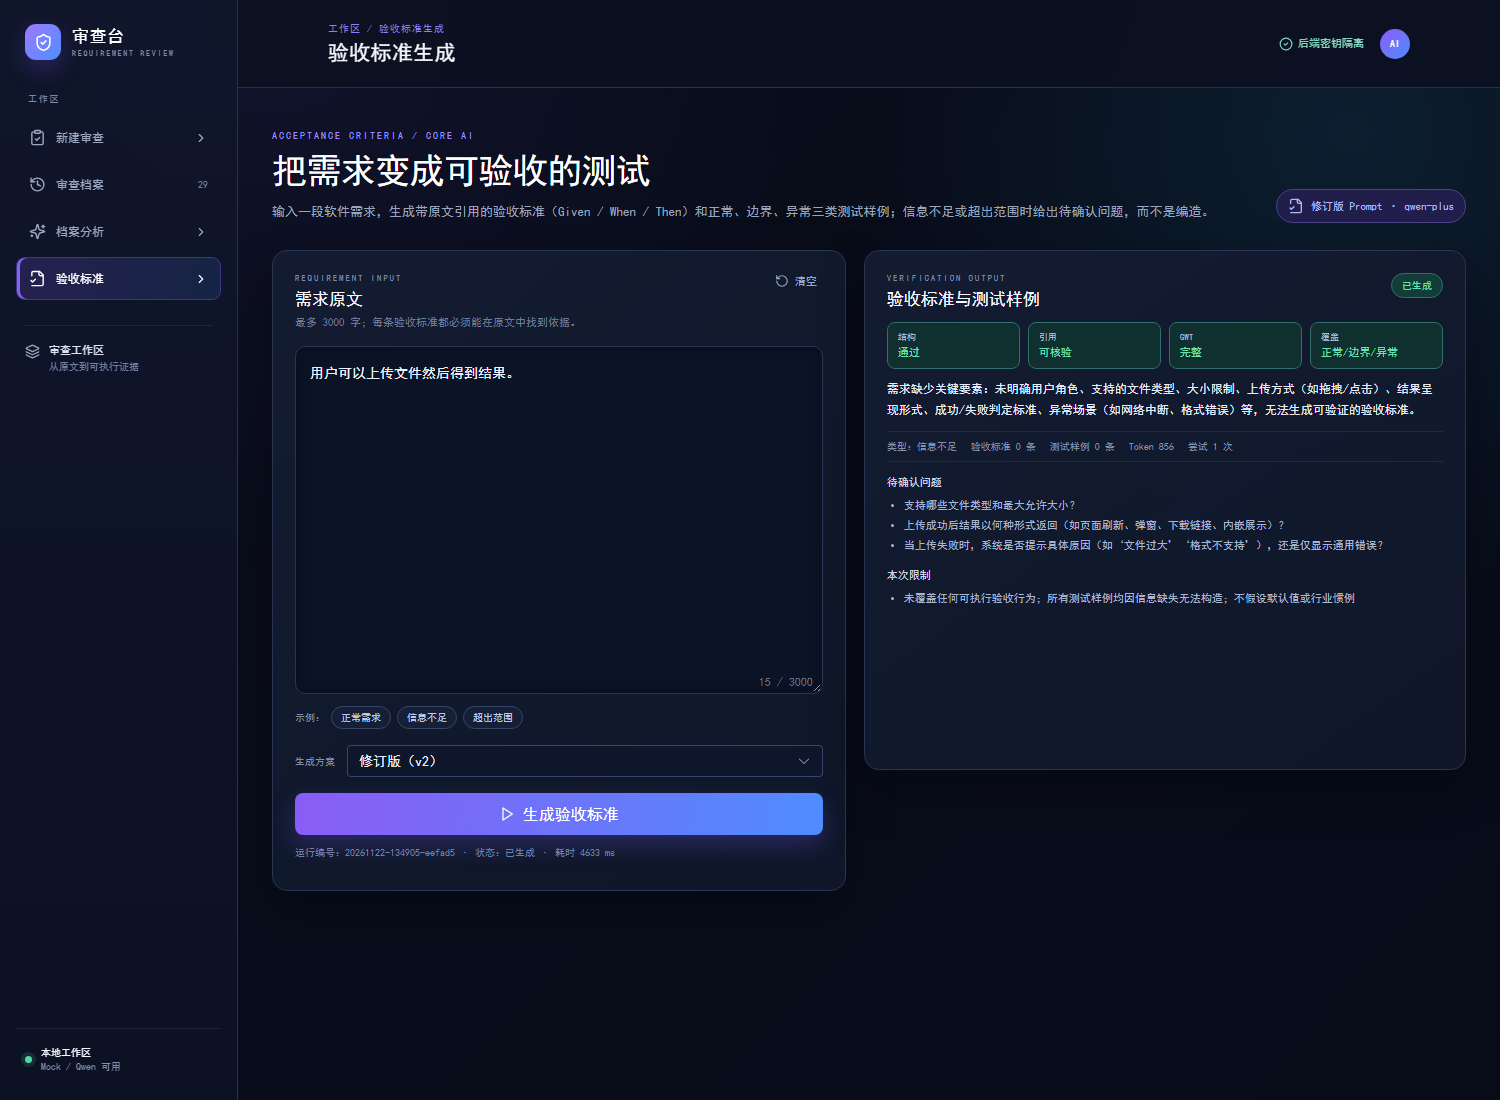 审查台
REQUIREMENT REVIEW
工作区
新建审查
审查档案 29
档案分析
验收标准
审查工作区
从原文到可执行证据
本地工作区
Mock / Qwen 可用
工作区 / 验收标准生成
验收标准生成
后端密钥隔离
AI
ACCEPTANCE CRITERIA / CORE AI
把需求变成可验收的测试
输入一段软件需求，生成带原文引用的验收标准（Given / When / Then）和正常、边界、异常三类测试样例；信息不足或超出范围时给出待确认问题，而不是编造。
修订版 Prompt · qwen-plus
REQUIREMENT INPUT
需求原文
清空
最多 3000 字；每条验收标准都必须能在原文中找到依据。
用户可以上传文件然后得到结果。
15 / 3000
示例： 正常需求 信息不足 超出范围
生成方案 修订版（v2）
生成验收标准
运行编号：20261122-134905-eefad5 · 状态：已生成 · 耗时 4633 ms
VERIFICATION OUTPUT
验收标准与测试样例
已生成
结构
通过
引用
可核验
GWT
完整
覆盖
正常/边界/异常
需求缺少关键要素：未明确用户角色、支持的文件类型、大小限制、上传方式（如拖拽/点击）、结果呈
现形式、成功/失败判定标准、异常场景（如网络中断、格式错误）等，无法生成可验证的验收标准。
类型：信息不足 验收标准 0 条 测试样例 0 条 Token 856 尝试 1 次
待确认问题
• 支持哪些文件类型和最大允许大小？
• 上传成功后结果以何种形式返回（如页面刷新、弹窗、下载链接、内嵌展示）？
• 当上传失败时，系统是否提示具体原因（如‘文件过大’‘格式不支持’），还是仅显示通用错误？
本次限制
• 未覆盖任何可执行验收行为；所有测试样例均因信息缺失无法构造；不假设默认值或行业惯例